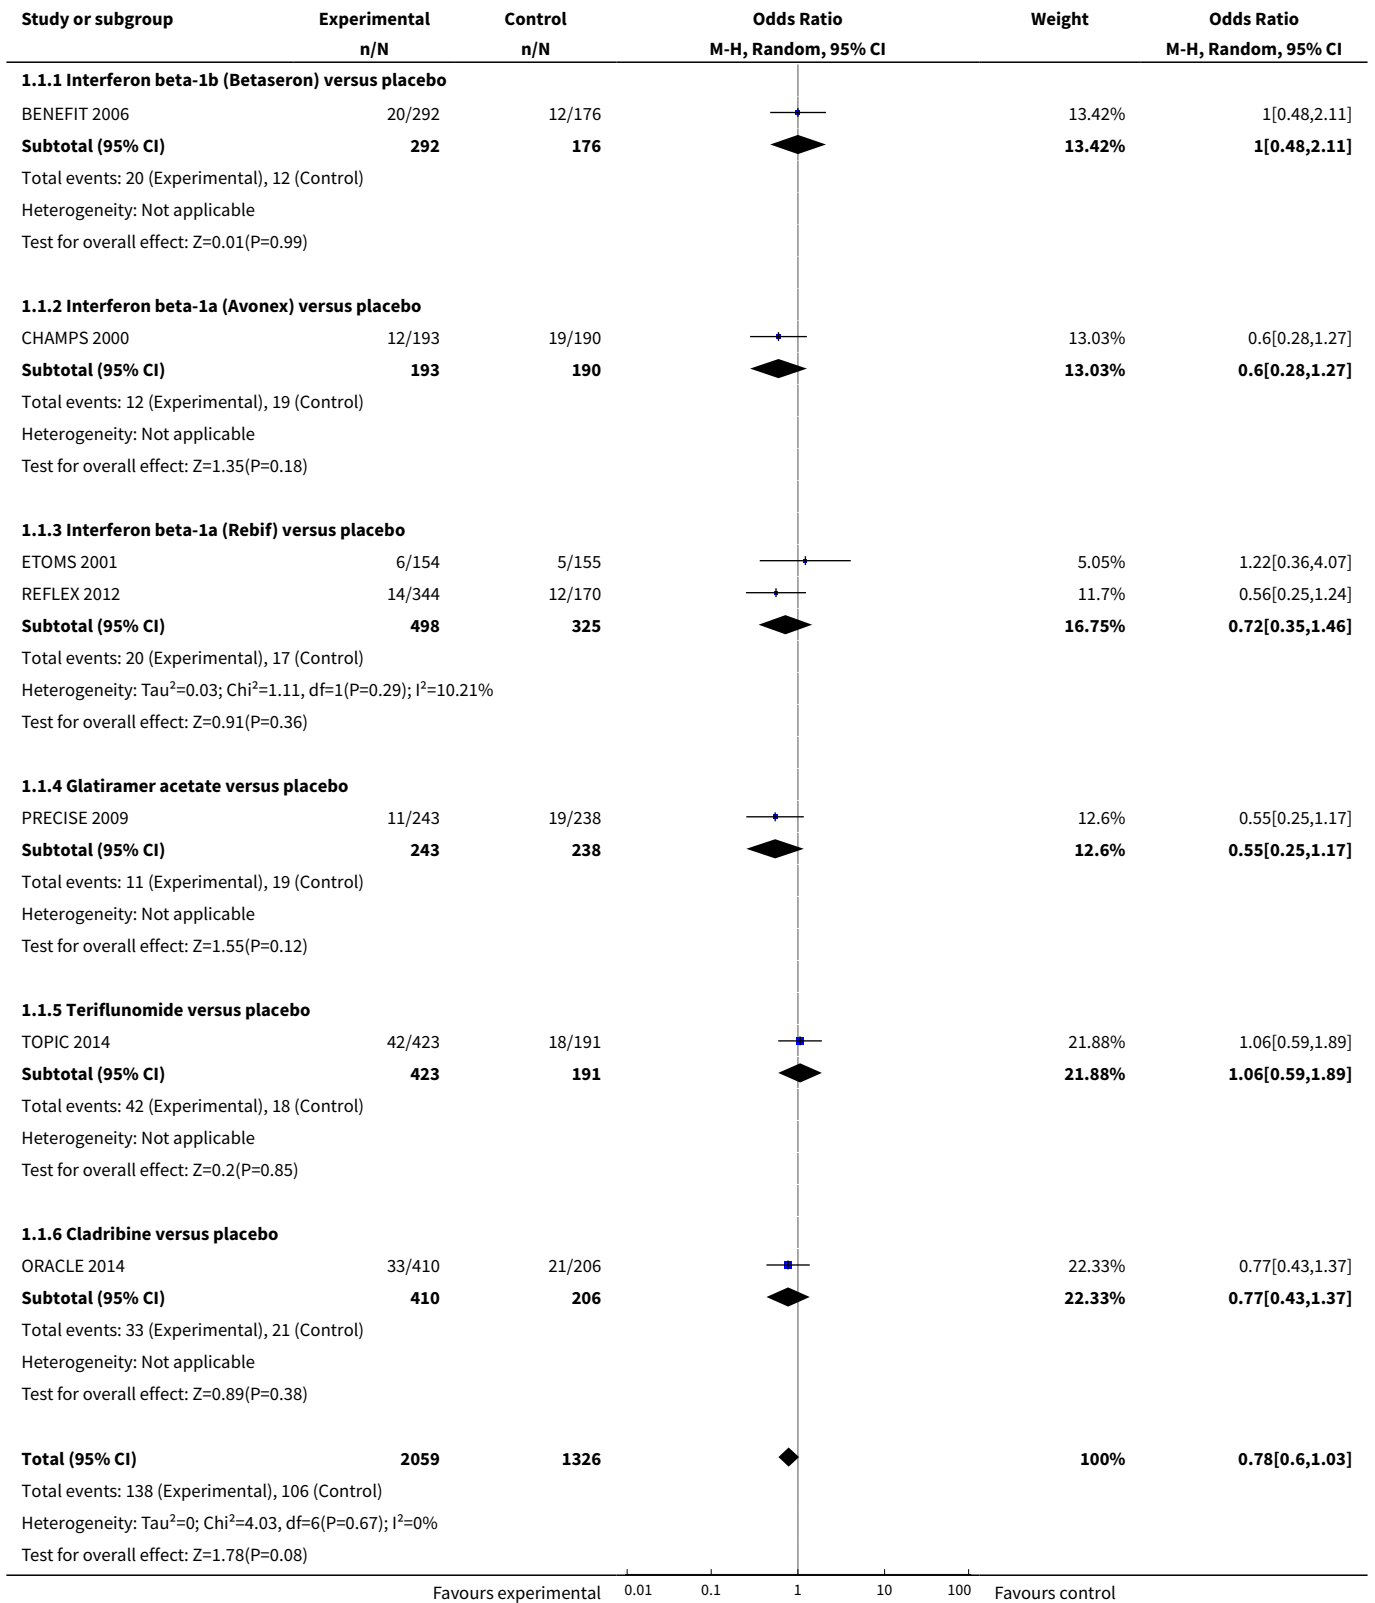 Study or subgroup Experimental Control Odds Ratio Weight Odds Ratio
n/N n/N M-H, Random, 95% CI M-H, Random, 95% CI
1.1.1 Interferon beta-1b (Betaseron) versus placebo
BENEFIT 2006 20/292 12/176 13.42% 1[0.48,2.11]
Subtotal (95% CI) 292 176 13.42% 1[0.48,2.11]
Total events: 20 (Experimental), 12 (Control)
Heterogeneity: Not applicable
Test for overall effect: Z=0.01(P=0.99)
1.1.2 Interferon beta-1a (Avonex) versus placebo
CHAMPS 2000 12/193 19/190 13.03% 0.6[0.28,1.27]
Subtotal (95% CI) 193 190 13.03% 0.6[0.28,1.27]
Total events: 12 (Experimental), 19 (Control)
Heterogeneity: Not applicable
Test for overall effect: Z=1.35(P=0.18)
1.1.3 Interferon beta-1a (Rebif) versus placebo
ETOMS 2001 6/154 5/155 5.05% 1.22[0.36,4.07]
REFLEX 2012 14/344 12/170 11.7% 0.56[0.25,1.24]
Subtotal (95% CI) 498 325 16.75% 0.72[0.35,1.46]
Total events: 20 (Experimental), 17 (Control)
Heterogeneity: Tau²=0.03; Chi²=1.11, df=1(P=0.29); I²=10.21%
Test for overall effect: Z=0.91(P=0.36)
1.1.4 Glatiramer acetate versus placebo
PRECISE 2009 11/243 19/238 12.6% 0.55[0.25,1.17]
Subtotal (95% CI) 243 238 12.6% 0.55[0.25,1.17]
Total events: 11 (Experimental), 19 (Control)
Heterogeneity: Not applicable
Test for overall effect: Z=1.55(P=0.12)
1.1.5 Teriflunomide versus placebo
TOPIC 2014 42/423 18/191 21.88% 1.06[0.59,1.89]
Subtotal (95% CI) 423 191 21.88% 1.06[0.59,1.89]
Total events: 42 (Experimental), 18 (Control)
Heterogeneity: Not applicable
Test for overall effect: Z=0.2(P=0.85)
1.1.6 Cladribine versus placebo
ORACLE 2014 33/410 21/206 22.33% 0.77[0.43,1.37]
Subtotal (95% CI) 410 206 22.33% 0.77[0.43,1.37]
Total events: 33 (Experimental), 21 (Control)
Heterogeneity: Not applicable
Test for overall effect: Z=0.89(P=0.38)
Total (95% CI) 2059 1326 100% 0.78[0.6,1.03]
Total events: 138 (Experimental), 106 (Control)
Heterogeneity: Tau²=0; Chi²=4.03, df=6(P=0.67); I²=0%
Test for overall effect: Z=1.78(P=0.08)
Favours experimental 0.01 0.1 1 10 100 Favours control